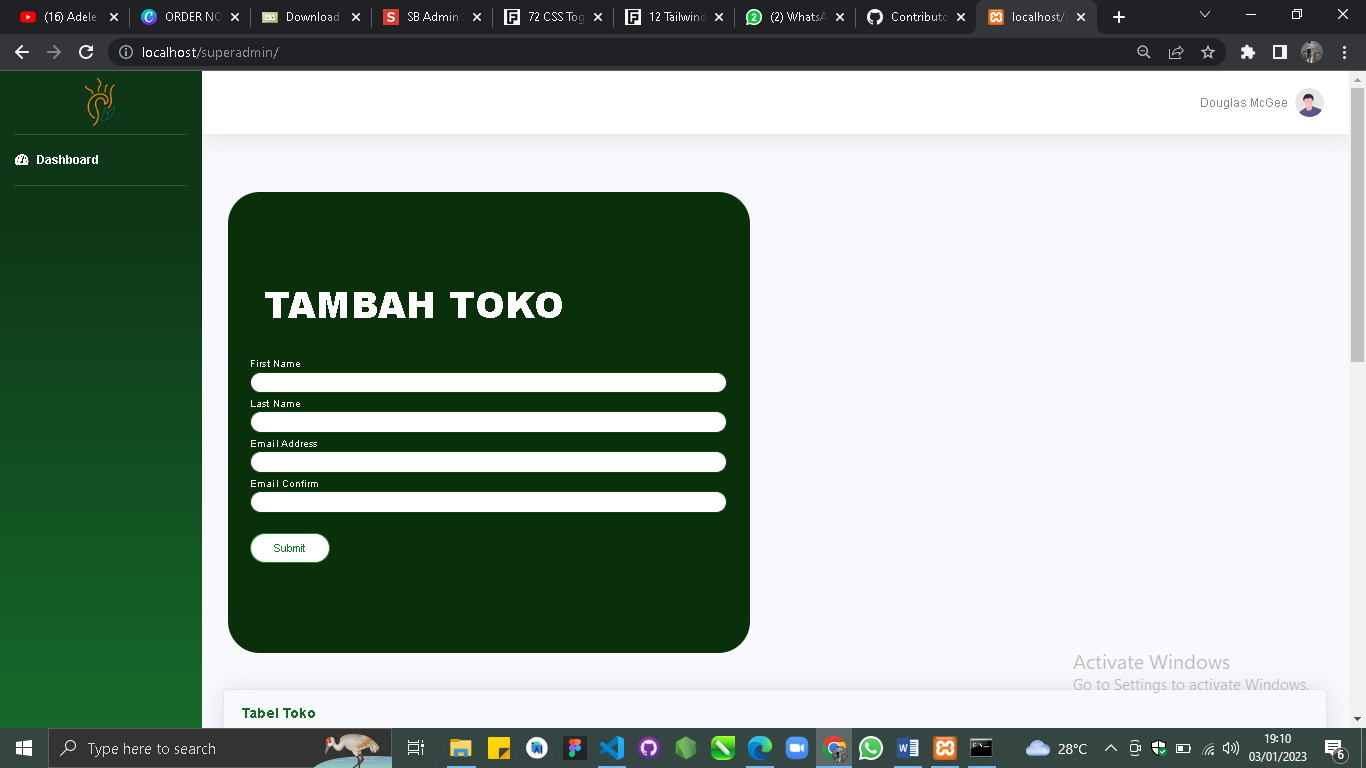 (16) Adele
ORDER NO
Download
SB Admin
72 CSS Tog
12 Tailwind
(2) WhatsA
Contributo
localhost/s
localhost/superadmin/
Douglas McGee
Dashboard
TAMBAH TOKO
First Name
Last Name
Email Address
Email Confirm
Submit
Activate Windows
Go to Settings to activate Windows.
Tabel Toko
Type here to search
28°C
19:10
03/01/2023
6